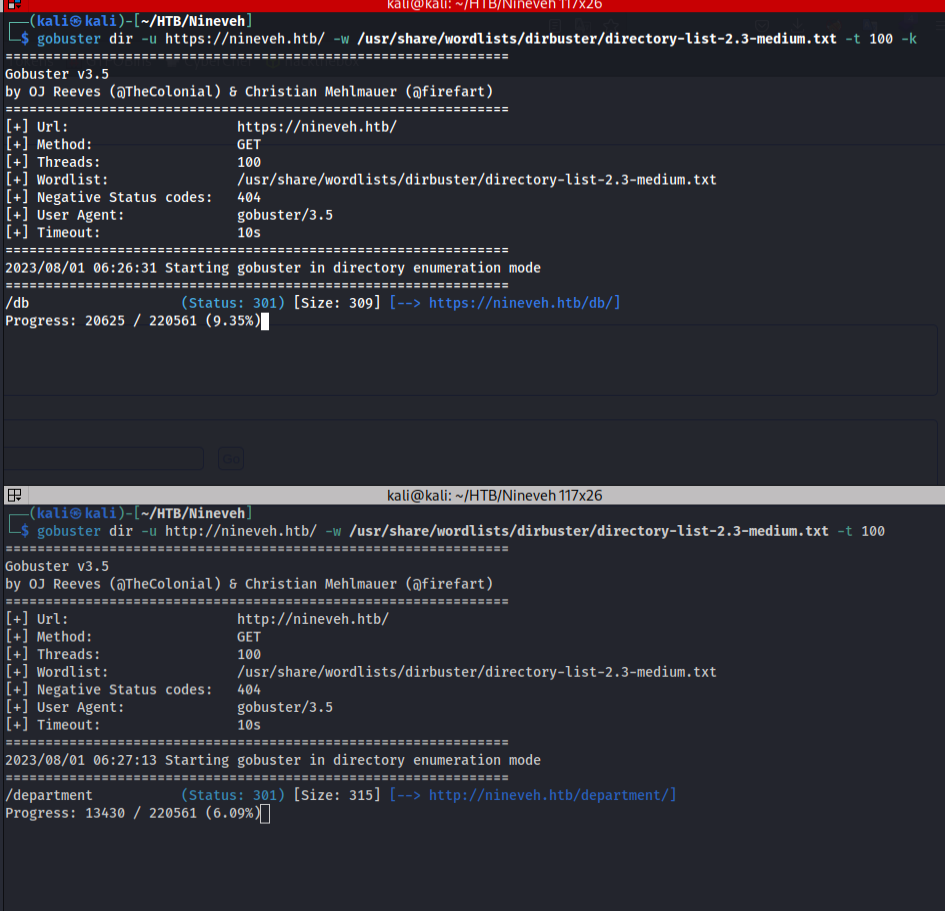 kali@kali: ~/HTB/Nineveh 117x26
┌──(kali㉿kali)-[~/HTB/Nineveh]
└─$ gobuster dir -u https://nineveh.htb/ -w /usr/share/wordlists/dirbuster/directory-list-2.3-medium.txt -t 100 -k
===============================================================
Gobuster v3.5
by OJ Reeves (@TheColonial) & Christian Mehlmauer (@firefart)
===============================================================
[+] Url:                     https://nineveh.htb/
[+] Method:                  GET
[+] Threads:                 100
[+] Wordlist:                /usr/share/wordlists/dirbuster/directory-list-2.3-medium.txt
[+] Negative Status codes:   404
[+] User Agent:              gobuster/3.5
[+] Timeout:                 10s
===============================================================
2023/08/01 06:26:31 Starting gobuster in directory enumeration mode
===============================================================
/db                   (Status: 301) [Size: 309] [--> https://nineveh.htb/db/]
Progress: 20625 / 220561 (9.35%)
Go
kali@kali: ~/HTB/Nineveh 117x26
┌──(kali㉿kali)-[~/HTB/Nineveh]
└─$ gobuster dir -u http://nineveh.htb/ -w /usr/share/wordlists/dirbuster/directory-list-2.3-medium.txt -t 100
===============================================================
Gobuster v3.5
by OJ Reeves (@TheColonial) & Christian Mehlmauer (@firefart)
===============================================================
[+] Url:                     http://nineveh.htb/
[+] Method:                  GET
[+] Threads:                 100
[+] Wordlist:                /usr/share/wordlists/dirbuster/directory-list-2.3-medium.txt
[+] Negative Status codes:   404
[+] User Agent:              gobuster/3.5
[+] Timeout:                 10s
===============================================================
2023/08/01 06:27:13 Starting gobuster in directory enumeration mode
===============================================================
/department           (Status: 301) [Size: 315] [--> http://nineveh.htb/department/]
Progress: 13430 / 220561 (6.09%)